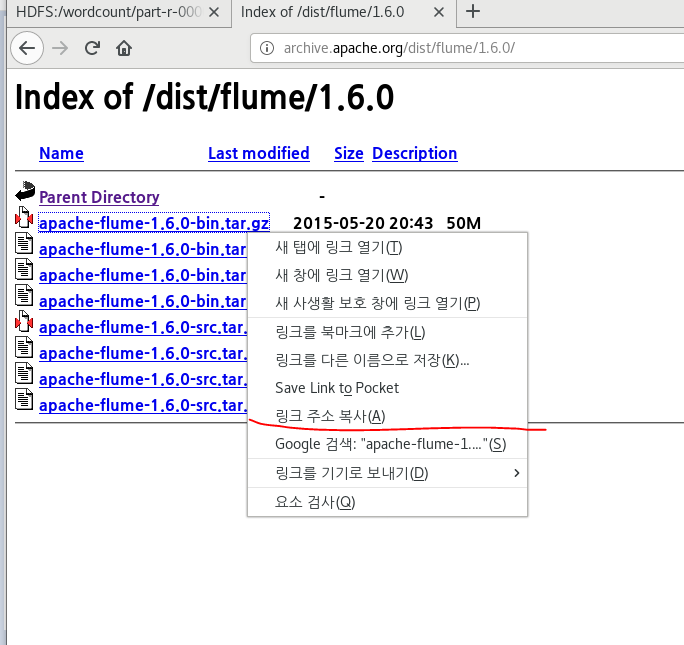 HDFS:/wordcount/part-r-000
Index of /dist/flume/1.6.0
archive.apache.org/dist/flume/1.6.0/
Index of /dist/flume/1.6.0
Name Last modified Size Description
Parent Directory -
apache-flume-1.6.0-bin.tar.gz 2015-05-20 20:43 50M
apache-flume-1.6.0-bin.tar
apache-flume-1.6.0-bin.tar
apache-flume-1.6.0-bin.tar
apache-flume-1.6.0-src.tar.
apache-flume-1.6.0-src.tar.
apache-flume-1.6.0-src.tar.
apache-flume-1.6.0-src.tar.
새 탭에 링크 열기(T)
새 창에 링크 열기(W)
새 사생활 보호 창에 링크 열기(P)
링크를 북마크에 추가(L)
링크를 다른 이름으로 저장(K)...
Save Link to Pocket
링크 주소 복사(A)
Google 검색: "apache-flume-1...."(S)
링크를 기기로 보내기(D)
요소 검사(Q)